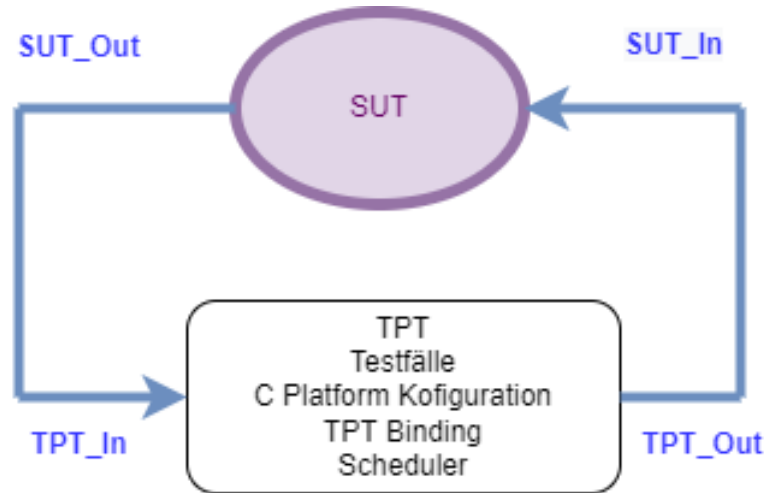 SUT_Out
SUT_In
SUT
TPT
Testfälle
C Platform Kofiguration
TPT Binding
Scheduler
TPT_In
TPT_Out